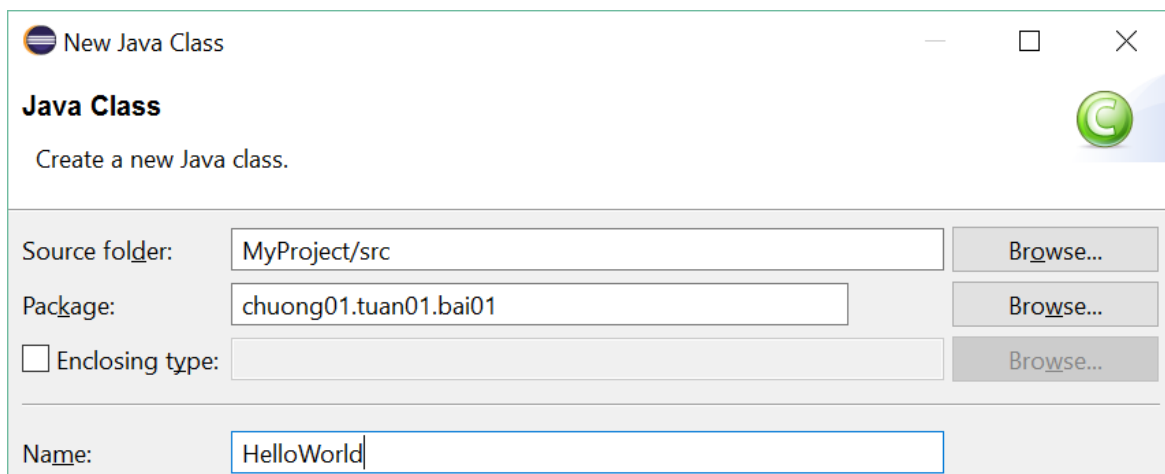 New Java Class
Java Class
Create a new Java class.
Source folder: MyProject/src Browse...
Package: chuong01.tuan01.bai01 Browse...
Enclosing type: Browse...
Name: HelloWorld